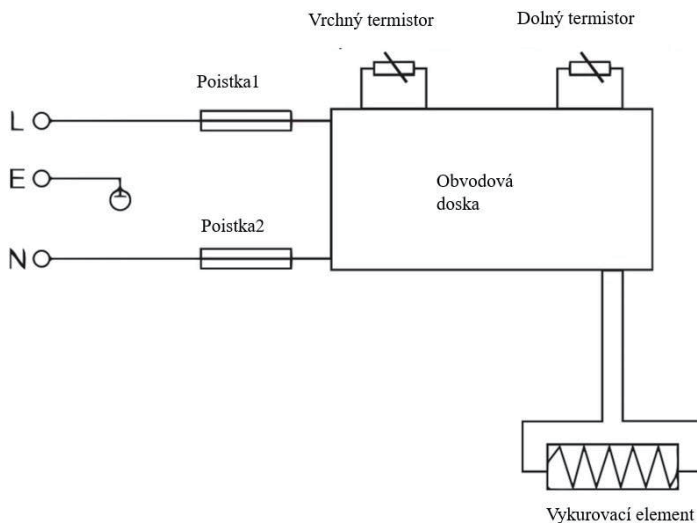 Vrchný termistor
Dolný termistor
Poistka1
L
E
Obvodová
doska
Poistka2
N
Vykurovací element